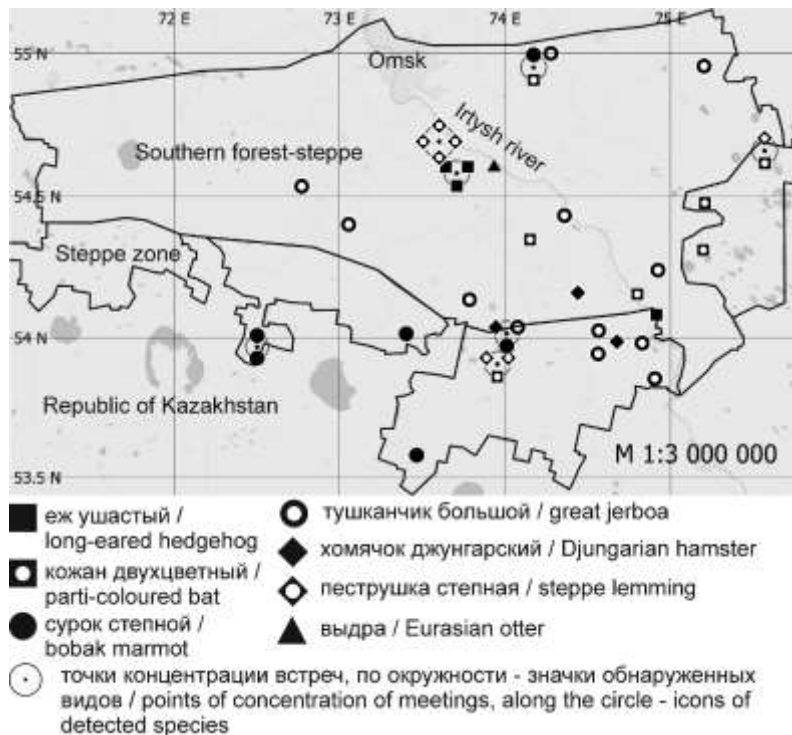 72 E
73 E
74 E
75 E
55 N
Omsk
Irtysh river
Southern forest-steppe
54.5 N
Steppe zone
54 N
Republic of Kazakhstan
53.5 N
М 1:3 000 000
еж ушастый /
long-eared hedgehog
кожан двухцветный /
parti-coloured bat
сурок степной /
bobak marmot
тушканчик большой / great jerboa
хомячок джунгарский / Djungarian hamster
пеструшка степная / steppe lemming
выдра / Eurasian otter
точки концентрации встреч, по окружности - значки обнаруженных
видов / points of concentration of meetings, along the circle - icons of
detected species